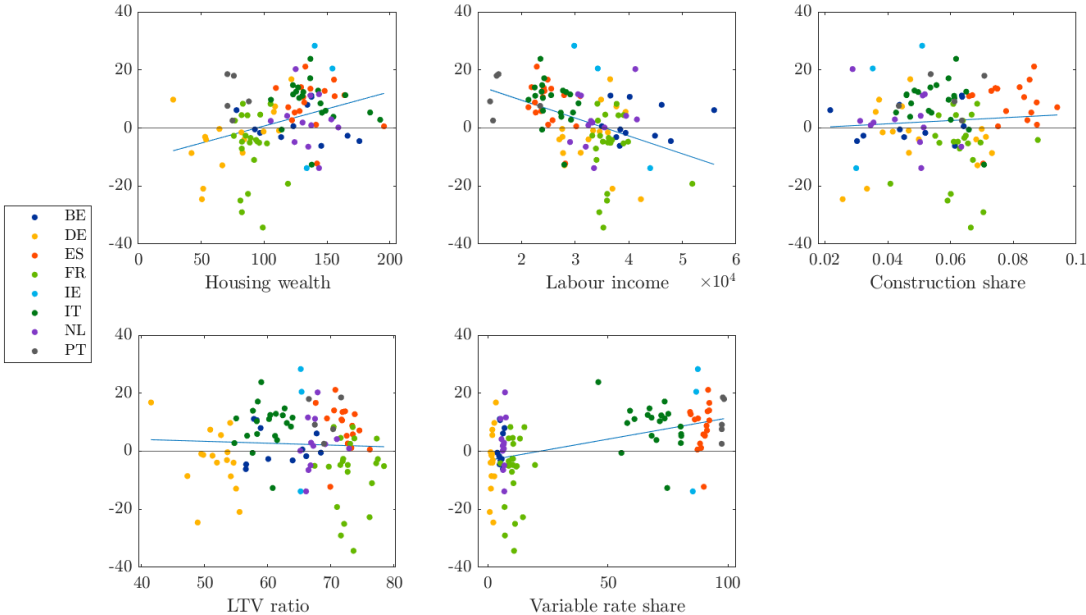 40
20
0
-20
-40
0 50 100 150 200
Housing wealth
40
20
0
-20
-40
2 3 4 5 6
Labour income ×10⁴
40
20
0
-20
-40
0.02 0.04 0.06 0.08 0.1
Construction share
BE
DE
ES
FR
IE
IT
NL
PT
40
20
0
-20
-40
40 50 60 70 80
LTV ratio
40
20
0
-20
-40
0 50 100
Variable rate share